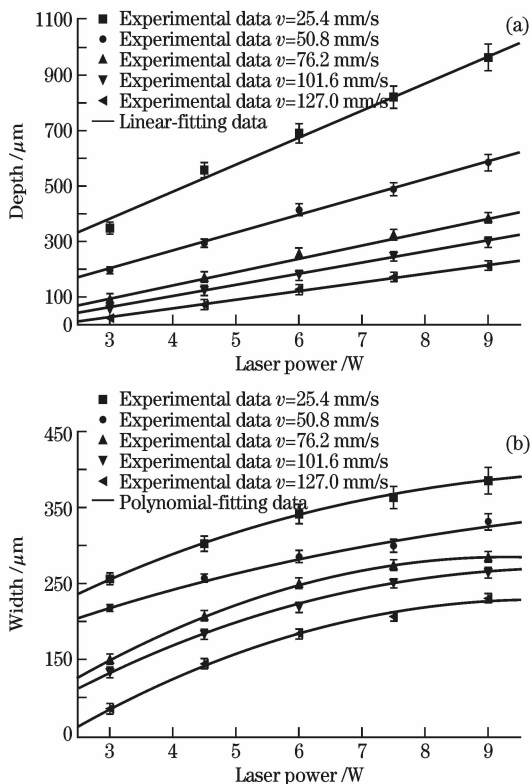 (a)
Experimental data v=25.4 mm/s
Experimental data v=50.8 mm/s
Experimental data v=76.2 mm/s
Experimental data v=101.6 mm/s
Experimental data v=127.0 mm/s
Linear-fitting data
1100
900
700
500
300
100
0
Depth /μm
3 4 5 6 7 8 9
Laser power /W
(b)
Experimental data v=25.4 mm/s
Experimental data v=50.8 mm/s
Experimental data v=76.2 mm/s
Experimental data v=101.6 mm/s
Experimental data v=127.0 mm/s
Polynomial-fitting data
450
350
250
150
0
Width /μm
3 4 5 6 7 8 9
Laser power /W